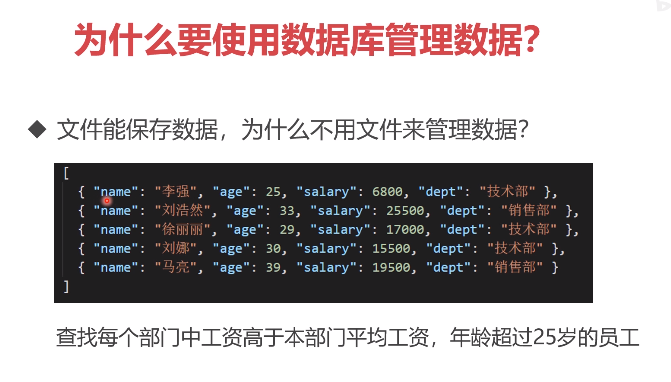 为什么要使用数据库管理数据？
文件能保存数据，为什么不用文件来管理数据？
[
{ "name": "李强", "age": 25, "salary": 6800, "dept": "技术部" },
{ "name": "刘浩然", "age": 33, "salary": 25500, "dept": "销售部" },
{ "name": "徐丽丽", "age": 29, "salary": 17000, "dept": "技术部" },
{ "name": "刘娜", "age": 30, "salary": 15500, "dept": "技术部" },
{ "name": "马亮", "age": 39, "salary": 19500, "dept": "销售部" }
]
查找每个部门中工资高于本部门平均工资，年龄超过25岁的员工